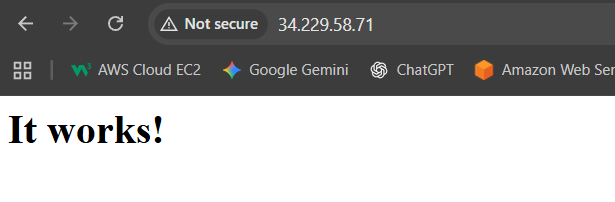 Not secure 34.229.58.71
AWS Cloud EC2 Google Gemini ChatGPT Amazon Web Ser
It works!